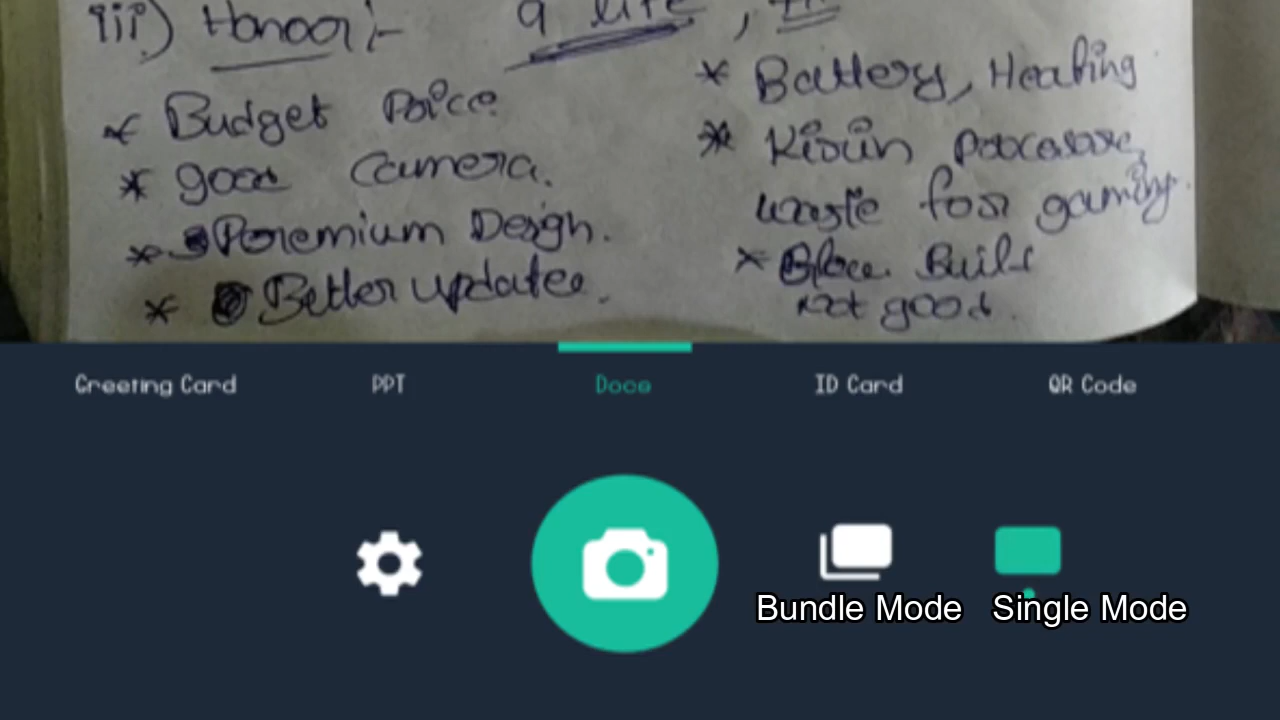 iii) Honor :- 9 lite,
* Budget Price
* good Camera.
* Premium Design.
* Better updates.
* Battery, Heating
* Kirin processor,
waste for gaming.
* Build
not good.
Greeting Card PPT Docs ID Card QR Code
Bundle Mode Single Mode